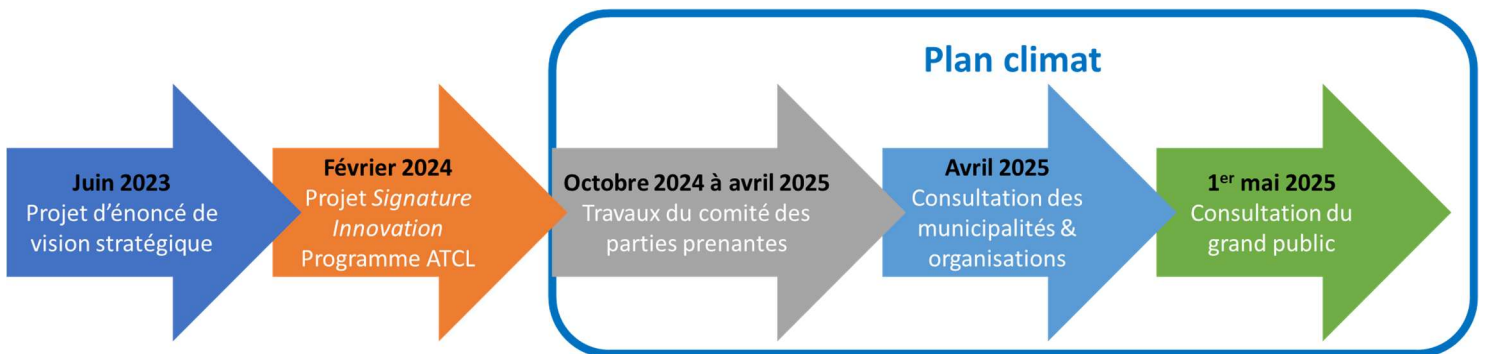 Plan climat
Juin 2023
Projet d'énoncé de
vision stratégique
Février 2024
Projet Signature
Innovation
Programme ATCL
Octobre 2024 à avril 2025
Travaux du comité des
parties prenantes
Avril 2025
Consultation des
municipalités &
organisations
1er mai 2025
Consultation du
grand public